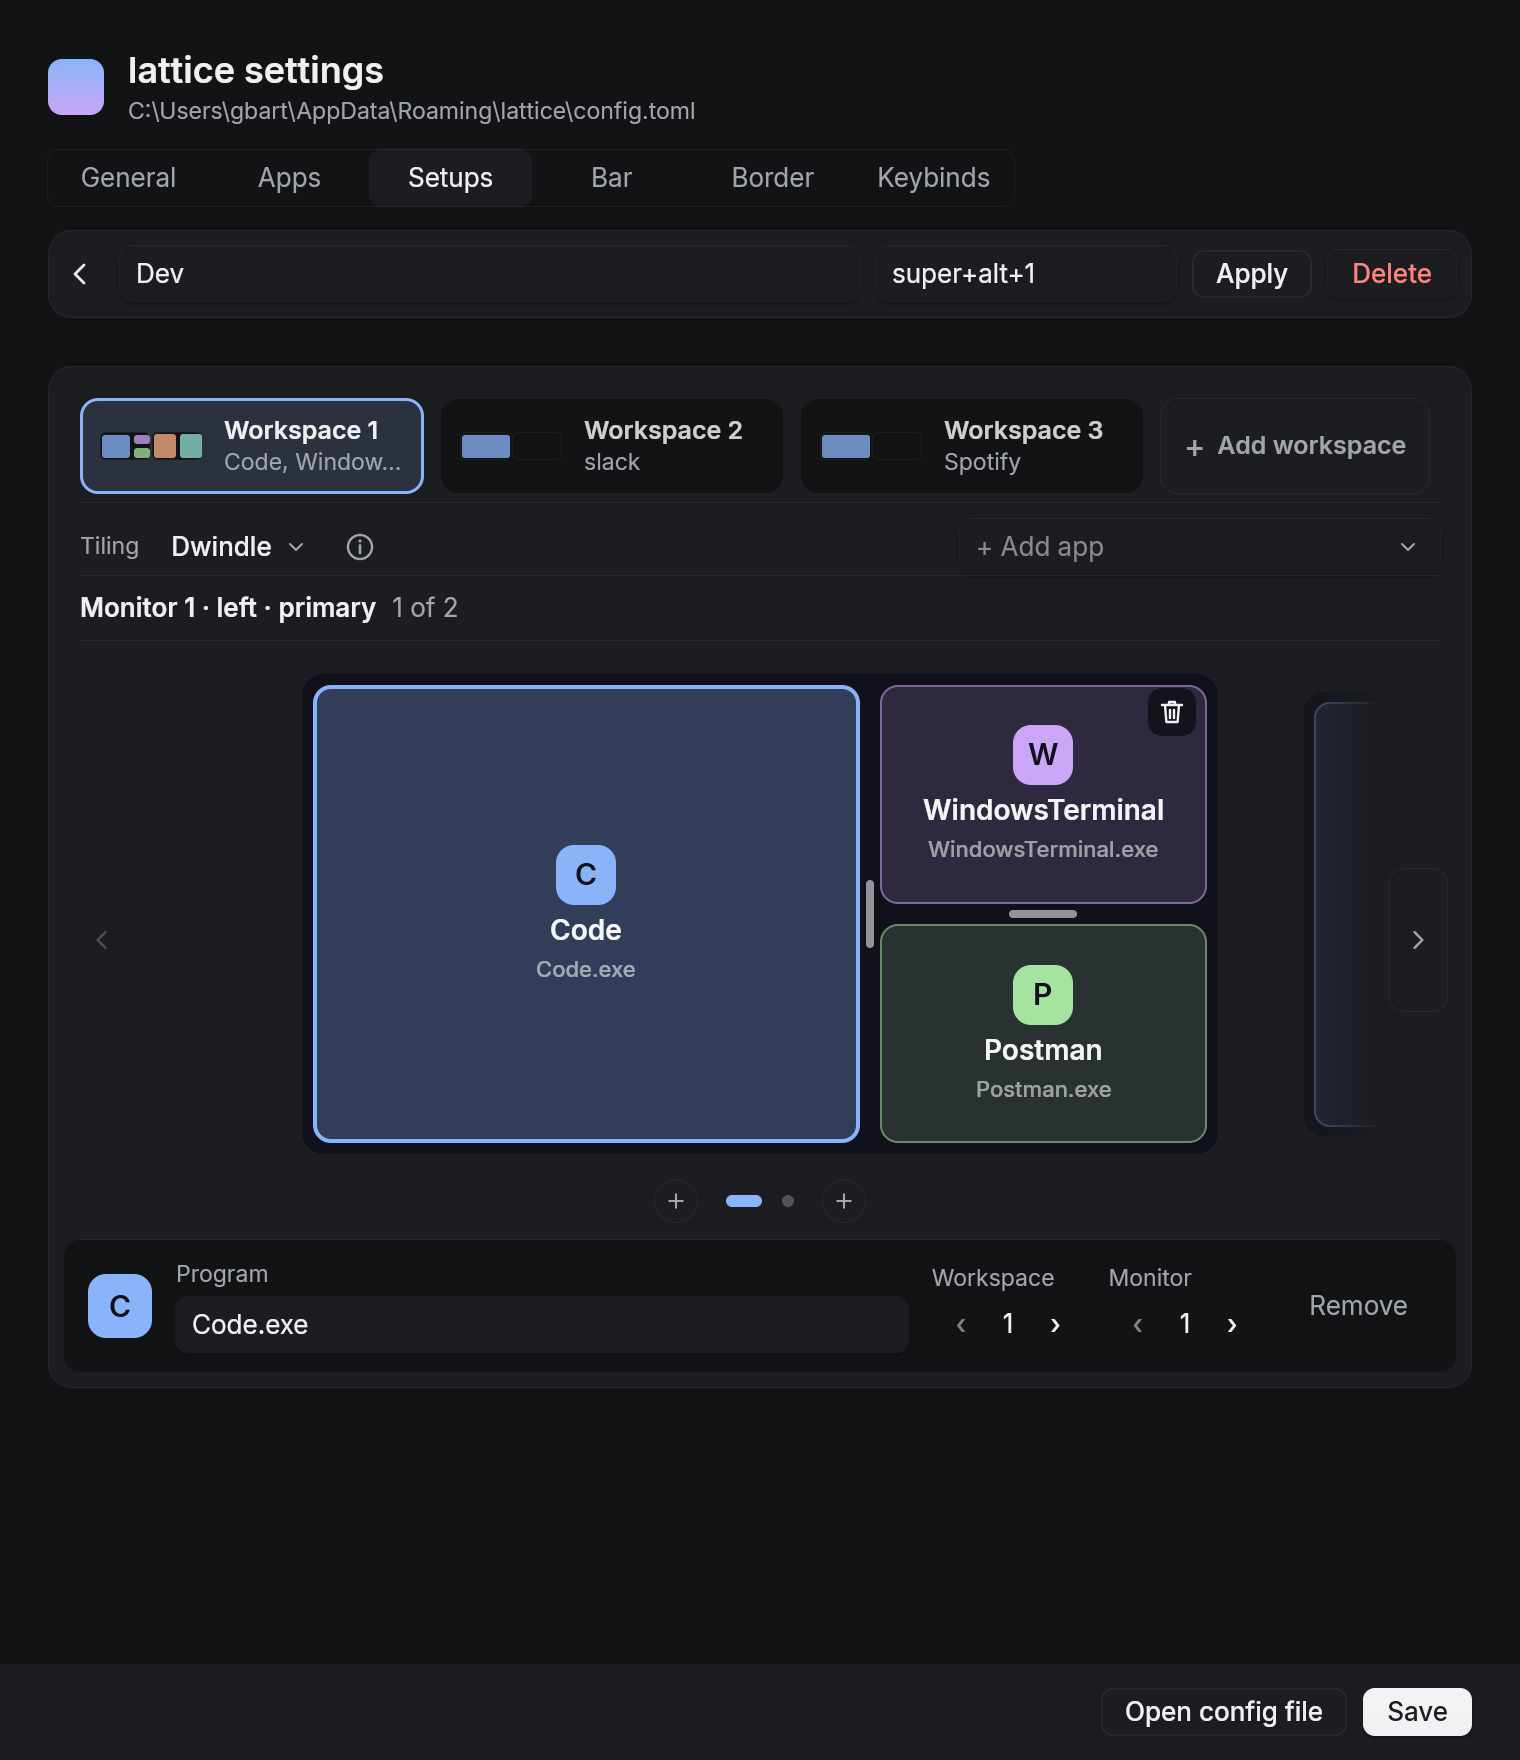 lattice settings
C:\Users\gbart\AppData\Roaming\lattice\config.toml
General Apps Setups Bar Border Keybinds
Dev super+alt+1 Apply Delete
Workspace 1
Code, Window...
Workspace 2
slack
Workspace 3
Spotify
+ Add workspace
Tiling Dwindle + Add app
Monitor 1 · left · primary 1 of 2
C
Code
Code.exe
W
WindowsTerminal
WindowsTerminal.exe
P
Postman
Postman.exe
C
Program
Code.exe
Workspace
‹ 1 ›
Monitor
‹ 1 ›
Remove
Open config file Save